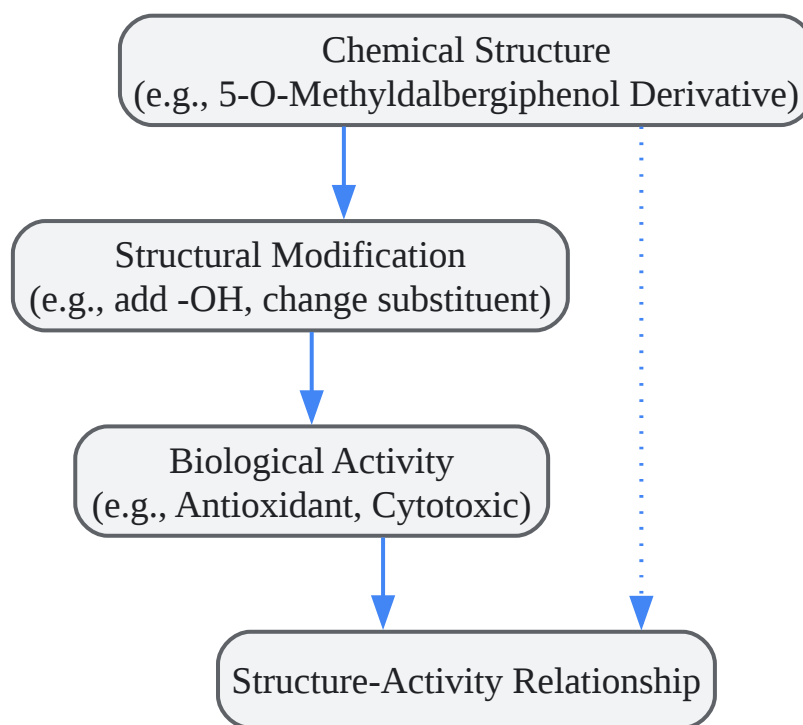 Chemical Structure
(e.g., 5-O-Methyldalbergiphenol Derivative)
Structural Modification
(e.g., add -OH, change substituent)
Biological Activity
(e.g., Antioxidant, Cytotoxic)
Structure-Activity Relationship